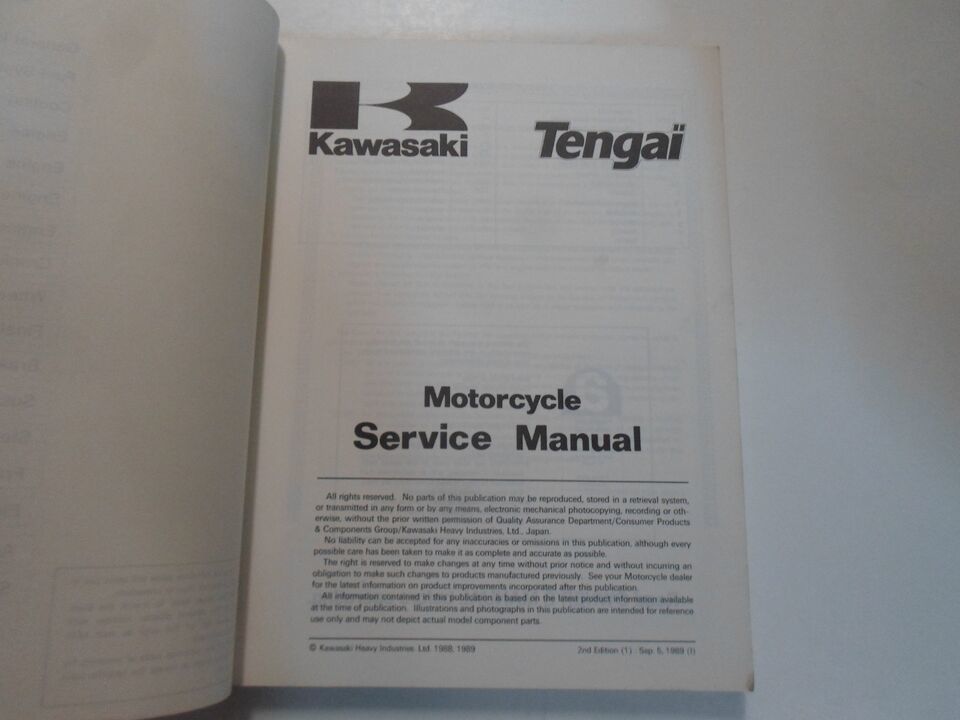 Kawasaki
Tengaï
Motorcycle
Service Manual
All rights reserved. No parts of this publication may be reproduced, stored in a retrieval system,
or transmitted in any form or by any means, electronic mechanical photocopying, recording or oth-
erwise, without the prior written permission of Quality Assurance Department/Consumer Products
& Components Group/Kawasaki Heavy Industries, Ltd., Japan.
No liability can be accepted for any inaccuracies or omissions in this publication, although every
possible care has been taken to make it as complete and accurate as possible.
The right is reserved to make changes at any time without prior notice and without incurring an
obligation to make such changes to products manufactured previously. See your Motorcycle dealer
for the latest information on product improvements incorporated after this publication.
All information contained in this publication is based on the latest product information available
at the time of publication. Illustrations and photographs in this publication are intended for reference
use only and may not depict actual model component parts.
© Kawasaki Heavy Industries. Ltd. 1988, 1989
2nd Edition (1) : Sep. 5, 1989 (I)